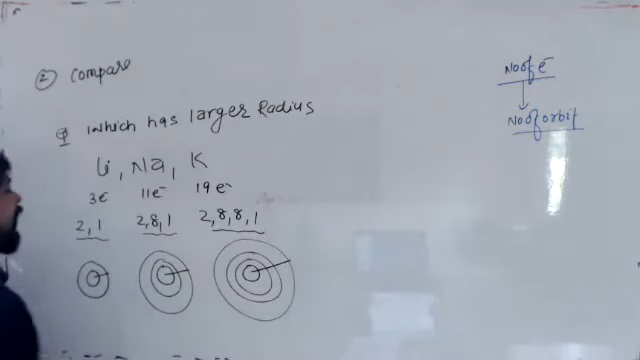 ② Compare
Q Which has larger Radius
Li, Na, K
3e⁻ 11e⁻ 19e⁻
2,1 2,8,1 2,8,8,1
No of e⁻
↓
No of orbit